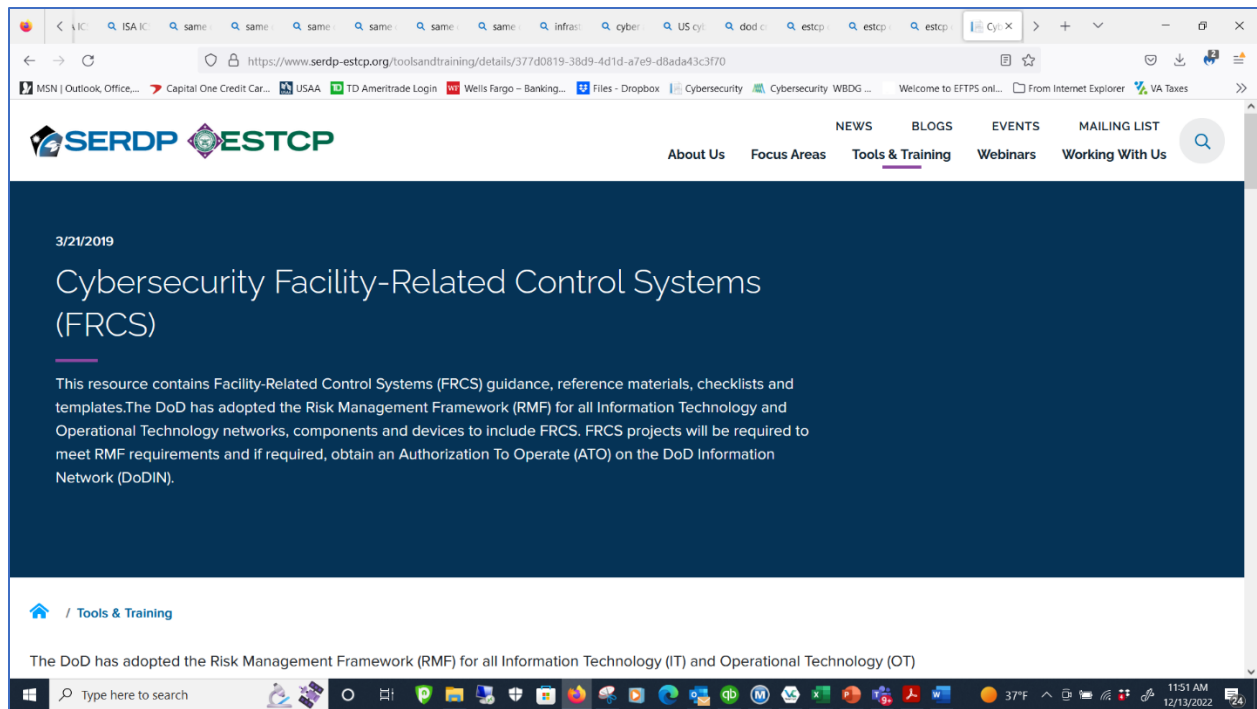 ISA IC
same
same
same
same
same
same
infrast
cyber
US cyl
dod cr
estcp
estcp
estcp
Cyb
https://www.serdp-estcp.org/toolsandtraining/details/377d0819-38d9-4d1d-a7e9-d8ada43c3f70
MSN | Outlook, Office,...
Capital One Credit Car...
USAA
TD Ameritrade Login
Wells Fargo – Banking...
Files - Dropbox
Cybersecurity
Cybersecurity WBDG ...
Welcome to EFTPS onl...
From Internet Explorer
VA Taxes
SERDP ESTCP
NEWS BLOGS EVENTS MAILING LIST
About Us Focus Areas Tools & Training Webinars Working With Us
3/21/2019
Cybersecurity Facility-Related Control Systems
(FRCS)
This resource contains Facility-Related Control Systems (FRCS) guidance, reference materials, checklists and
templates.The DoD has adopted the Risk Management Framework (RMF) for all Information Technology and
Operational Technology networks, components and devices to include FRCS. FRCS projects will be required to
meet RMF requirements and if required, obtain an Authorization To Operate (ATO) on the DoD Information
Network (DoDIN).
/ Tools & Training
The DoD has adopted the Risk Management Framework (RMF) for all Information Technology (IT) and Operational Technology (OT)
Type here to search
37°F
11:51 AM
12/13/2022
24